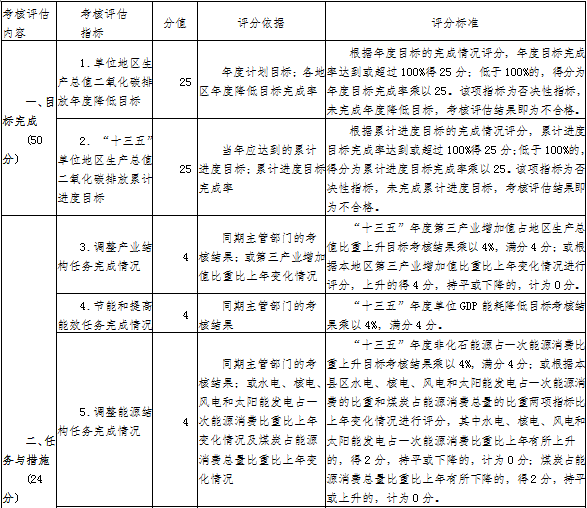 考核评估
内容
考核评估
指标
分值
评分依据
评分标准
一、目
标完成
(50
分)
1.单位地区生
产总值二氧化碳排
放年度降低目标
25
年度计划目标；各地
区年度降低目标完成率
根据年度目标的完成情况评分，年度目标完成
率达到或超过100%得25分；低于100%的，得分为
年度目标完成率乘以25。该项指标为否决性指标，
未完成年度降低目标，考核评估结果即为不合格。
2.“十三五”
单位地区生产总值
二氧化碳排放累计
进度目标
25
当年应达到的累计
进度目标；累计进度目标
完成率
根据累计进度目标的完成情况评分，累计进度
目标完成率达到或超过100%得25分；低于100%的，
得分为累计进度目标完成率乘以25。该项指标为否
决性指标，未完成累计进度目标，考核评估结果即
为不合格。
二、任
务与措施
(24
分)
3.调整产业结
构任务完成情况
4
同期主管部门的考
核结果；或第三产业增加
值比重比上年变化情况
“十三五”年度第三产业增加值占地区生产总
值比重上升目标考核结果乘以4%，满分4分；或根
据本地区第三产业增加值比重比上年变化情况进行
评分，上升的得4分，持平或下降的，计为0分。
4.节能和提高
能效任务完成情况
4
同期主管部门的考
核结果
“十三五”年度单位GDP能耗降低目标考核结
果乘以4%，满分4分。
5.调整能源结
构任务完成情况
4
同期主管部门的考
核结果；或水电、核电、
风电和太阳能发电占一
次能源消费比重比上年
变化情况及煤炭占能源
消费总量比重比上年变
化情况
“十三五”年度非化石能源占一次能源消费比
重上升目标考核结果乘以4%，满分4分；或根据本
县区水电、核电、风电和太阳能发电占一次能源消
费的比重和煤炭占能源消费总量的比重两项指标比
上年变化情况进行评分，其中水电、核电、风电和
太阳能发电占一次能源消费比重比上年有所上升
的，得2分，持平或下降的，计为0分；煤炭占能
源消费总量比重比上年有所下降的，得2分，持平
或上升的，计为0分。